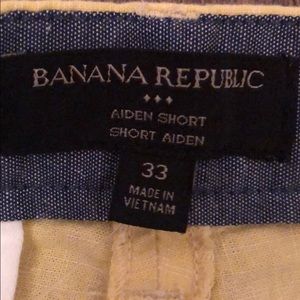 BANANA REPUBLIC
AIDEN SHORT
SHORT AIDEN
33
MADE IN
VIETNAM